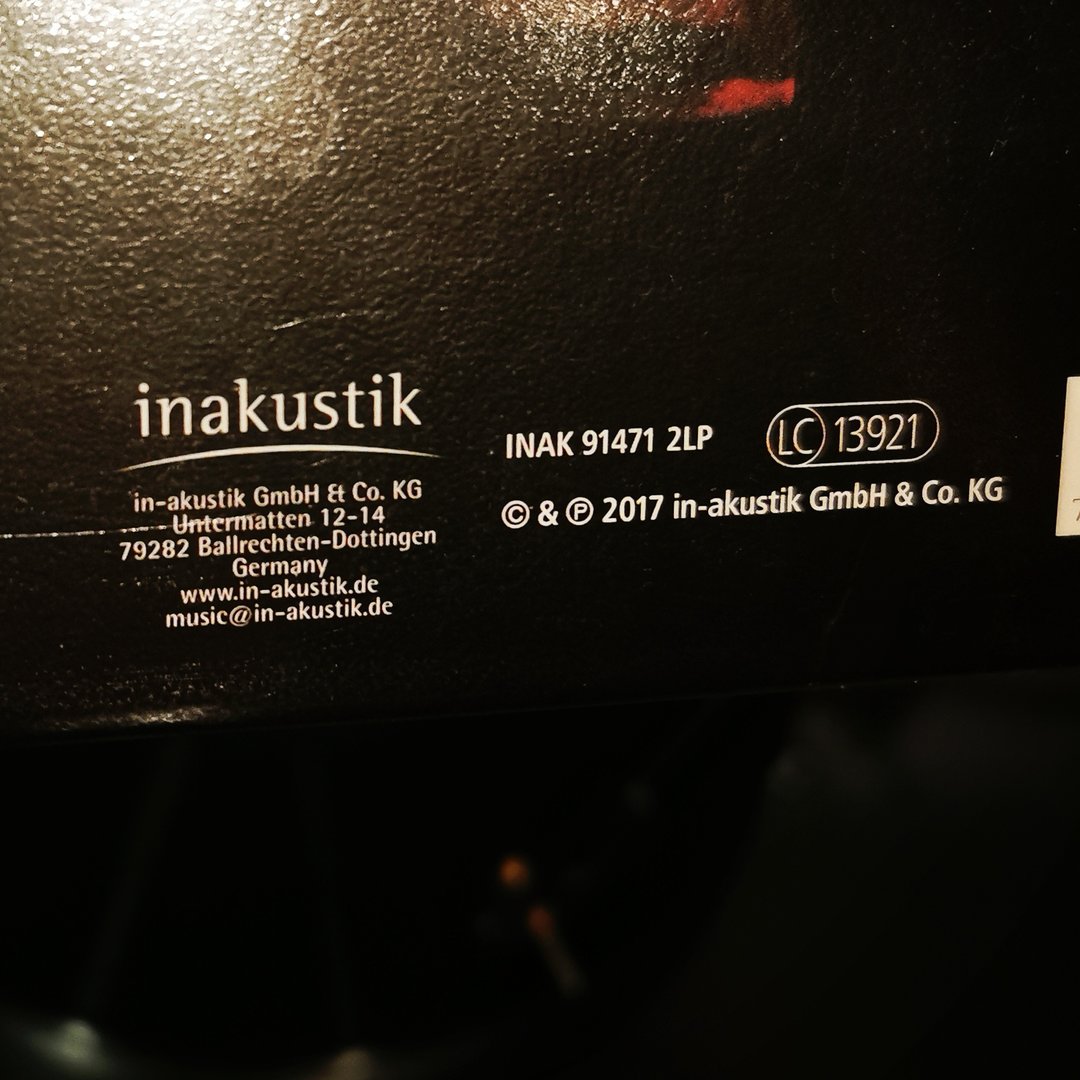 inakustik
in-akustik GmbH & Co. KG
Untermatten 12-14
79282 Ballrechten-Dottingen
Germany
www.in-akustik.de
music@in-akustik.de
INAK 91471 2LP
LC 13921
© & ℗ 2017 in-akustik GmbH & Co. KG